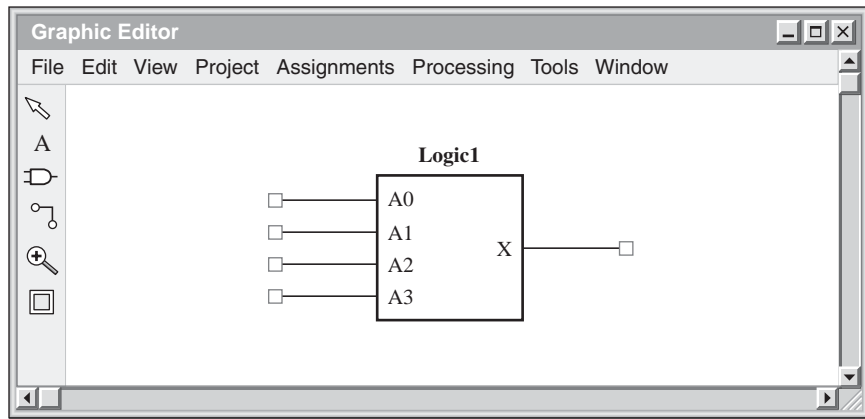 Graphic Editor
File Edit View Project Assignments Processing Tools Window
A
Logic1
A0
A1
A2
A3
X